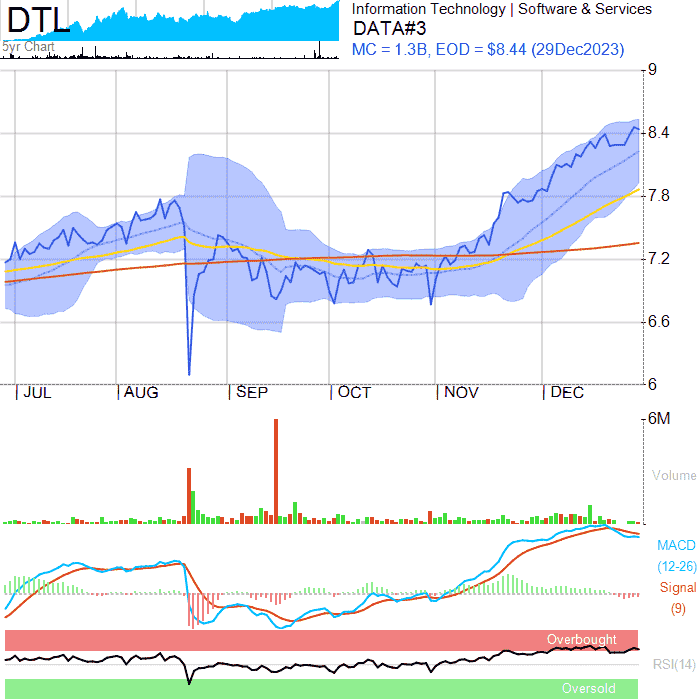 DTL
5yr Chart
Information Technology | Software & Services
DATA#3
MC = 1.3B, EOD = $8.44 (29Dec2023)
9
8.4
7.8
7.2
6.6
6
JUL AUG SEP OCT NOV DEC
6M
Volume
MACD
(12-26)
Signal
(9)
Overbought
RSI(14)
Oversold